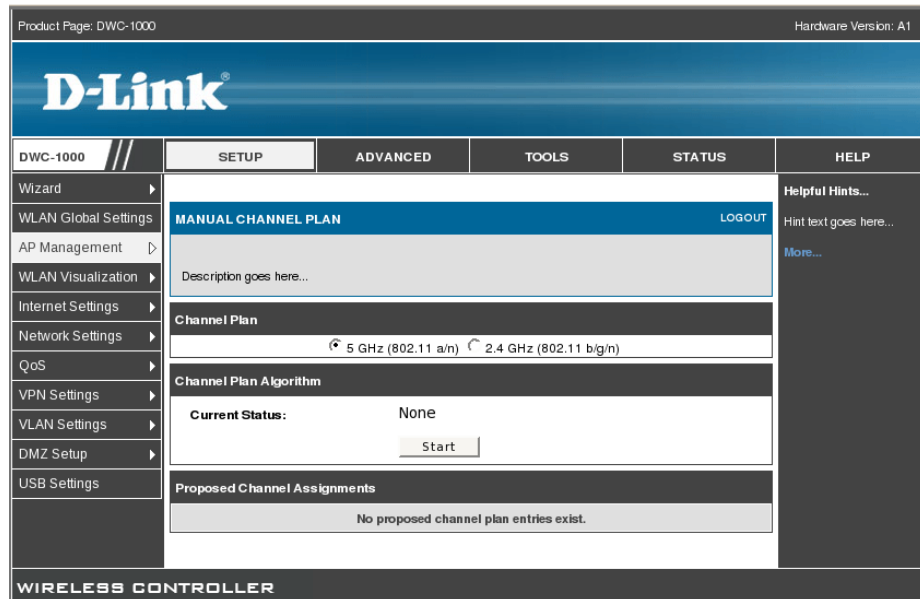 Product Page: DWC-1000
Hardware Version: A1
D-Link®
DWC-1000
SETUP
ADVANCED
TOOLS
STATUS
HELP
Wizard
WLAN Global Settings
AP Management
WLAN Visualization
Internet Settings
Network Settings
QoS
VPN Settings
VLAN Settings
DMZ Setup
USB Settings
MANUAL CHANNEL PLAN
LOGOUT
Description goes here...
Channel Plan
5 GHz (802.11 a/n) 2.4 GHz (802.11 b/g/n)
Channel Plan Algorithm
Current Status: None
Start
Proposed Channel Assignments
No proposed channel plan entries exist.
Helpful Hints...
Hint text goes here...
More...
WIRELESS CONTROLLER